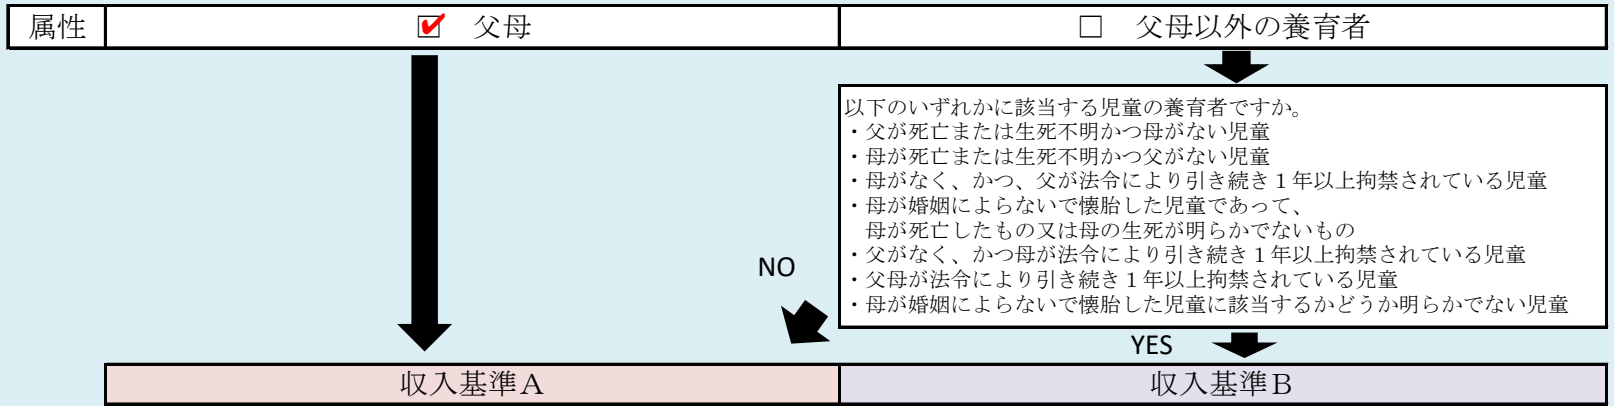 属性
☑ 父母
□ 父母以外の養育者
以下のいずれかに該当する児童の養育者ですか。
・父が死亡または生死不明かつ母がない児童
・母が死亡または生死不明かつ父がない児童
・母がなく、かつ、父が法令により引き続き１年以上拘禁されている児童
・母が婚姻によらないで懐胎した児童であって、
母が死亡したもの又は母の生死が明らかでないもの
・父がなく、かつ母が法令により引き続き１年以上拘禁されている児童
・父母が法令により引き続き１年以上拘禁されている児童
・母が婚姻によらないで懐胎した児童に該当するかどうか明らかでない児童
NO
YES
収入基準Ａ
収入基準Ｂ